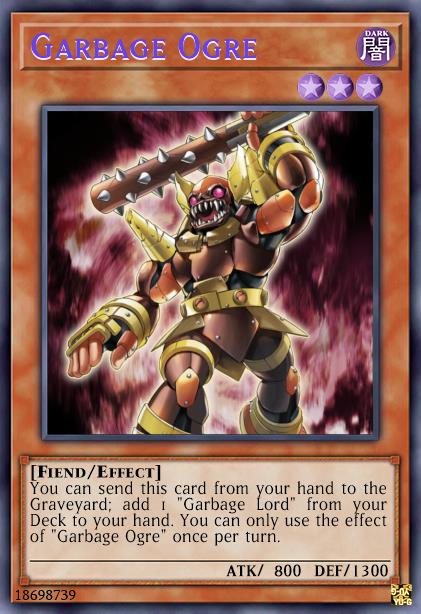 Garbage Ogre
DARK
闇
[Fiend/Effect]
You can send this card from your hand to the
Graveyard; add 1 "Garbage Lord" from your
Deck to your hand. You can only use the effect
of "Garbage Ogre" once per turn.
ATK/ 800 DEF/1300
18698739